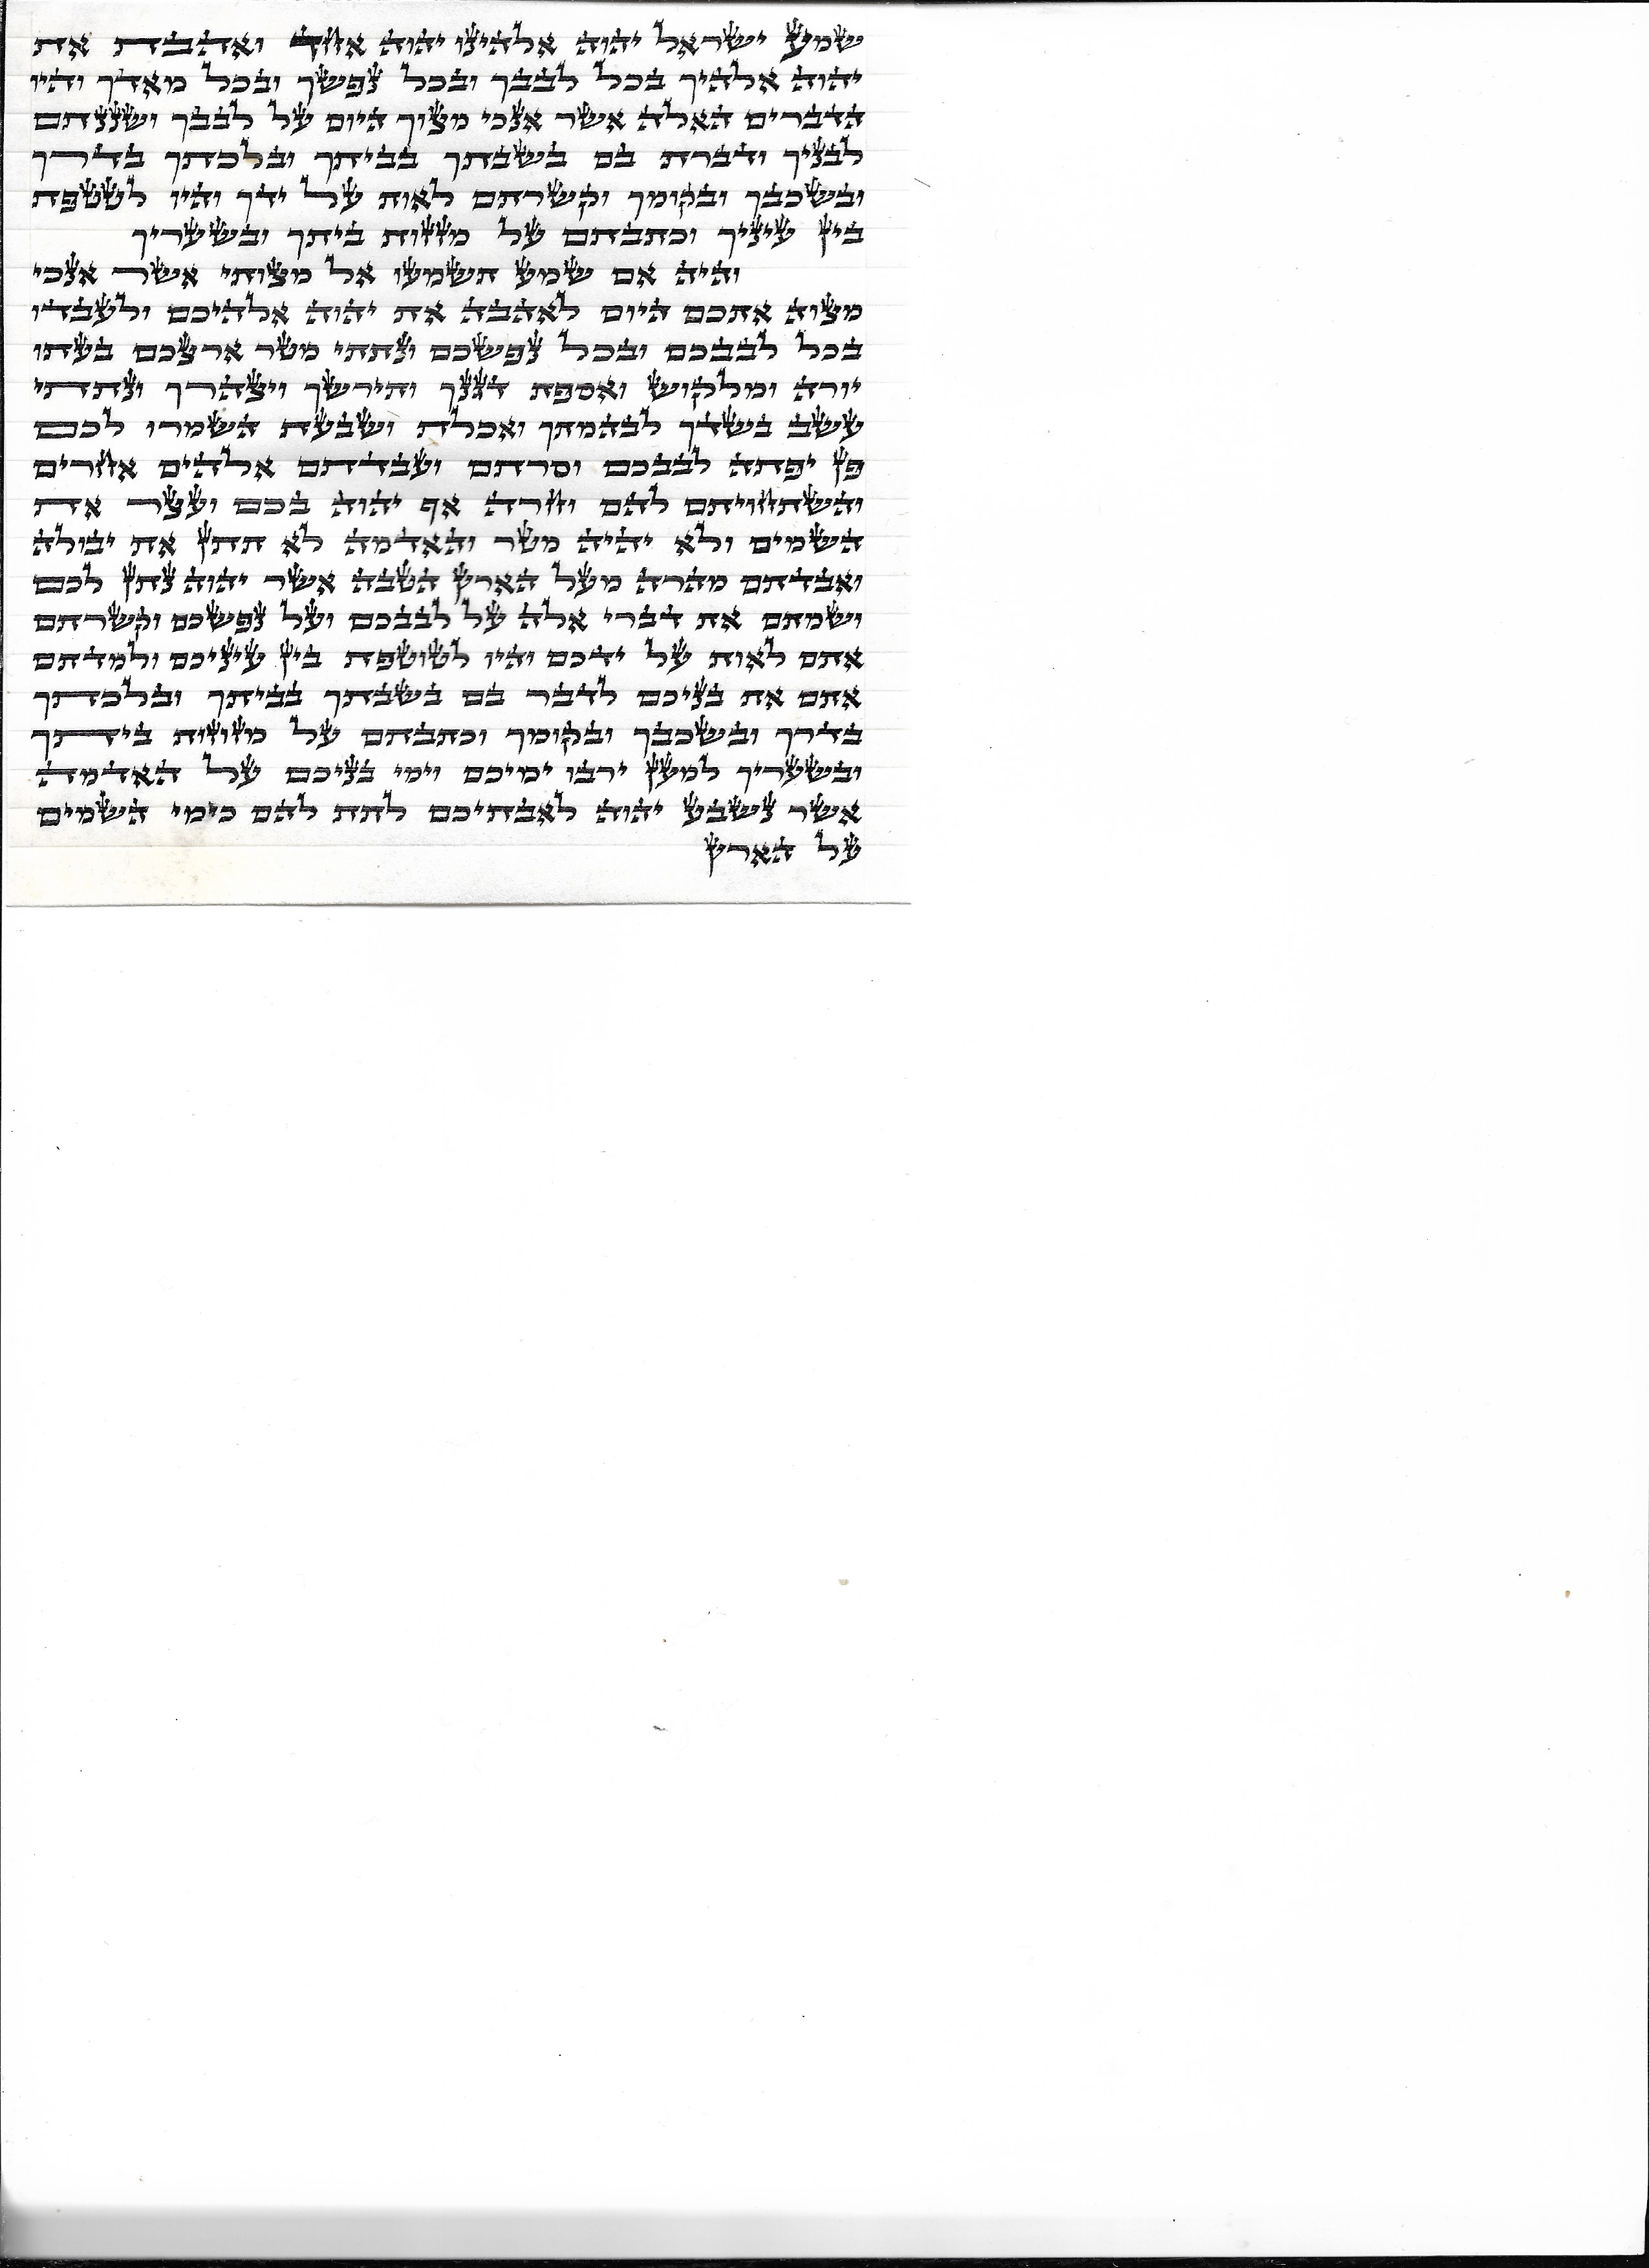 שמע ישראל יהוה אלהינו יהוה אחד ואהבת את
יהוה אלהיך בכל לבבך ובכל נפשך ובכל מאדך והיו
הדברים האלה אשר אנכי מצוך היום על לבבך ושננתם
לבניך ודברת בם בשבתך בביתך ובלכתך בדרך
ובשכבך ובקומך וקשרתם לאות על ידך והיו לטטפת
בין עיניך וכתבתם על מזזות ביתך ובשעריך
והיה אם שמע תשמעו אל מצותי אשר אנכי
מצוה אתכם היום לאהבה את יהוה אלהיכם ולעבדו
בכל לבבכם ובכל נפשכם ונתתי מטר ארצכם בעתו
יורה ומלקוש ואספת דגנך ותירשך ויצהרך ונתתי
עשב בשדך לבהמתך ואכלת ושבעת השמרו לכם
פן יפתה לבבכם וסרתם ועבדתם אלהים אחרים
והשתחויתם להם וחרה אף יהוה בכם ועצר את
השמים ולא יהיה מטר והאדמה לא תתן את יבולה
ואבדתם מהרה מעל הארץ הטבה אשר יהוה נתן לכם
ושמתם את דברי אלה על לבבכם ועל נפשכם וקשרתם
אתם לאות על ידכם והיו לטוטפת בין עיניכם ולמדתם
אתם את בניכם לדבר בם בשבתך בביתך ובלכתך
בדרך ובשכבך ובקומך וכתבתם על מזוזות ביתך
ובשעריך למען ירבו ימיכם וימי בניכם על האדמה
אשר נשבע יהוה לאבתיכם לתת להם כימי השמים
על הארץ